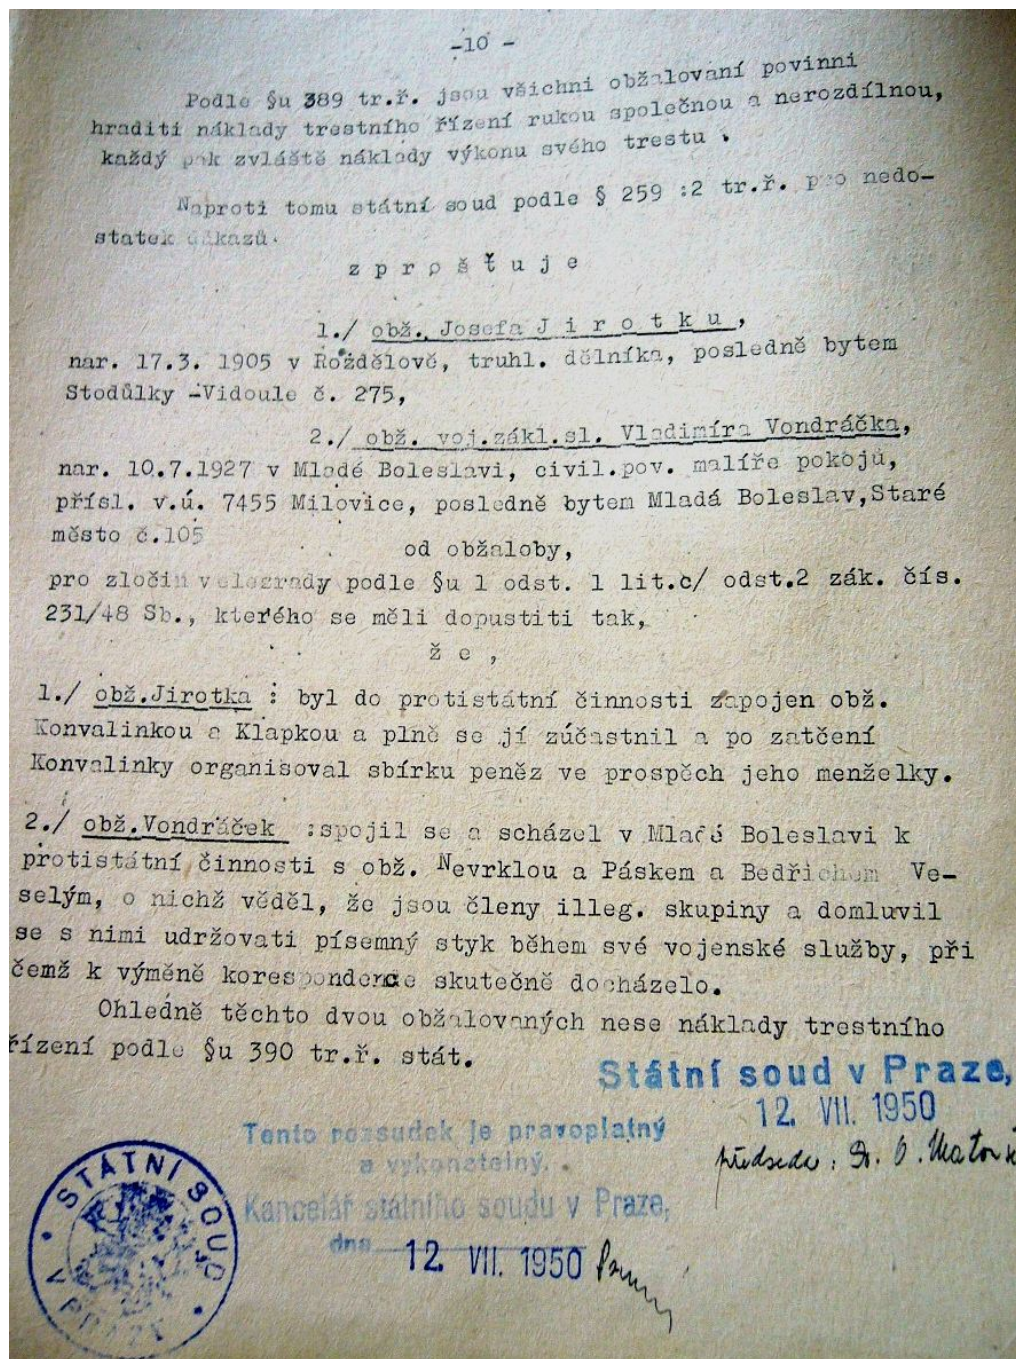 -10 -
Podle §u 389 tr.ř. jsou všichni obžalovaní povinni
hraditi náklady trestního řízení rukou společnou a nerozdílnou,
každý pak zvláště náklady výkonu svého trestu .
Naproti tomu státní soud podle § 259 :2 tr.ř. pro nedo-
statek důkazů.
z p r o š ť u j e
1./ obž. Josefa J i r o t k u ,
nar. 17.3. 1905 v Rozdělově, truhl. dělníka, posledně bytem
Stodůlky -Vidoule č. 275,
2./ obž. voj.zákl.sl. Vladimíra Vondráčka,
nar. 10.7.1927 v Mladé Boleslavi, civil.pov. malíře pokojů,
přísl. v.ú. 7455 Milovice, posledně bytem Mladá Boleslav,Staré
město č.105
od obžaloby,
pro zločin velezrady podle §u 1 odst. 1 lit.c/ odst.2 zák. čís.
231/48 Sb., kterého se měli dopustiti tak,
ž e ,
1./ obž.Jirotka : byl do protistátní činnosti zapojen obž.
Konvalinkou a Klapkou a plně se jí zúčastnil a po zatčení
Konvalinky organisoval sbírku peněz ve prospěch jeho menželky.
2./ obž.Vondráček :spojil se a scházel v Mladé Boleslavi k
protistátní činnosti s obž. Nevrklou a Páskem a Bedřichem Ve-
selým, o nichž věděl, že jsou členy illeg. skupiny a domluvil
se s nimi udržovati písemný styk během své vojenské služby, při
čemž k výměně korespondence skutečně docházelo.
Ohledně těchto dvou obžalovaných nese náklady trestního
řízení podle §u 390 tr.ř. stát.
Státní soud v Praze,
12. VII. 1950
předseda: Dr. O. Matou
Tento rozsudek je pravoplatný
a vykonatelný.
Kancelář státního soudu v Praze,
dne 12. VII. 1950
STÁTNÍ SOUD
V PRAZE